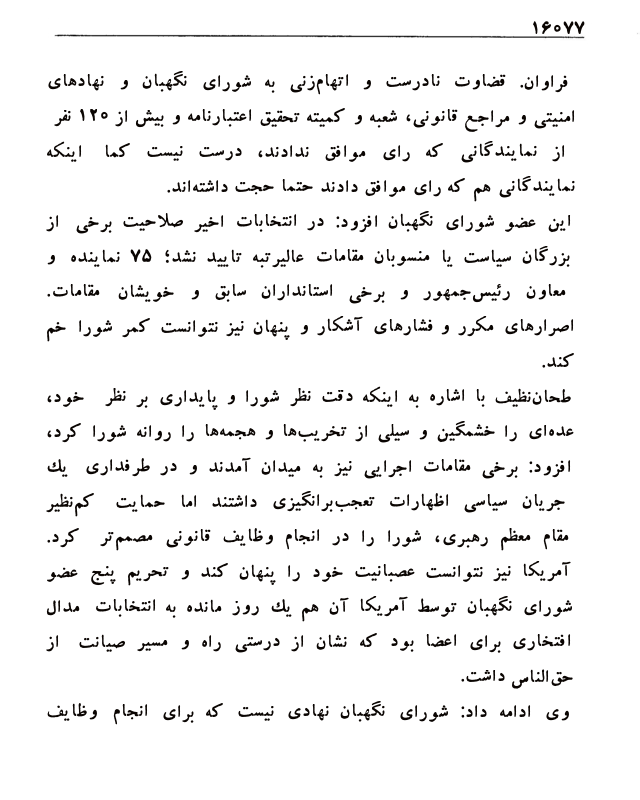 ۱۶۰۷۷
فراوان. قضاوت نادرست و اتهام‌زنی به شورای نگهبان و نهادهای
امنیتی و مراجع قانونی، شعبه و کمیته تحقیق اعتبارنامه و بیش از ۱۲۰ نفر
از نمایندگانی که رای موافق ندادند، درست نیست کما اینکه
نمایندگانی هم که رای موافق دادند حتما حجت داشته‌اند.
این عضو شورای نگهبان افزود: در انتخابات اخیر صلاحیت برخی از
بزرگان سیاست یا منسوبان مقامات عالیرتبه تایید نشد؛ ۷۵ نماینده و
معاون رئیس‌جمهور و برخی استانداران سابق و خویشان مقامات.
اصرارهای مکرر و فشارهای آشکار و پنهان نیز نتوانست کمر شورا خم
کند.
طحان‌نظیف با اشاره به اینکه دقت نظر شورا و پایداری بر نظر خود،
عده‌ای را خشمگین و سیلی از تخریب‌ها و هجمه‌ها را روانه شورا کرد،
افزود: برخی مقامات اجرایی نیز به میدان آمدند و در طرفداری یك
جریان سیاسی اظهارات تعجب‌برانگیزی داشتند اما حمایت کم‌نظیر
مقام معظم رهبری، شورا را در انجام وظایف قانونی مصمم‌تر کرد.
آمریکا نیز نتوانست عصبانیت خود را پنهان کند و تحریم پنج عضو
شورای نگهبان توسط آمریکا آن هم یك روز مانده به انتخابات مدال
افتخاری برای اعضا بود که نشان از درستی راه و مسیر صیانت از
حق‌الناس داشت.
وی ادامه داد: شورای نگهبان نهادی نیست که برای انجام وظایف